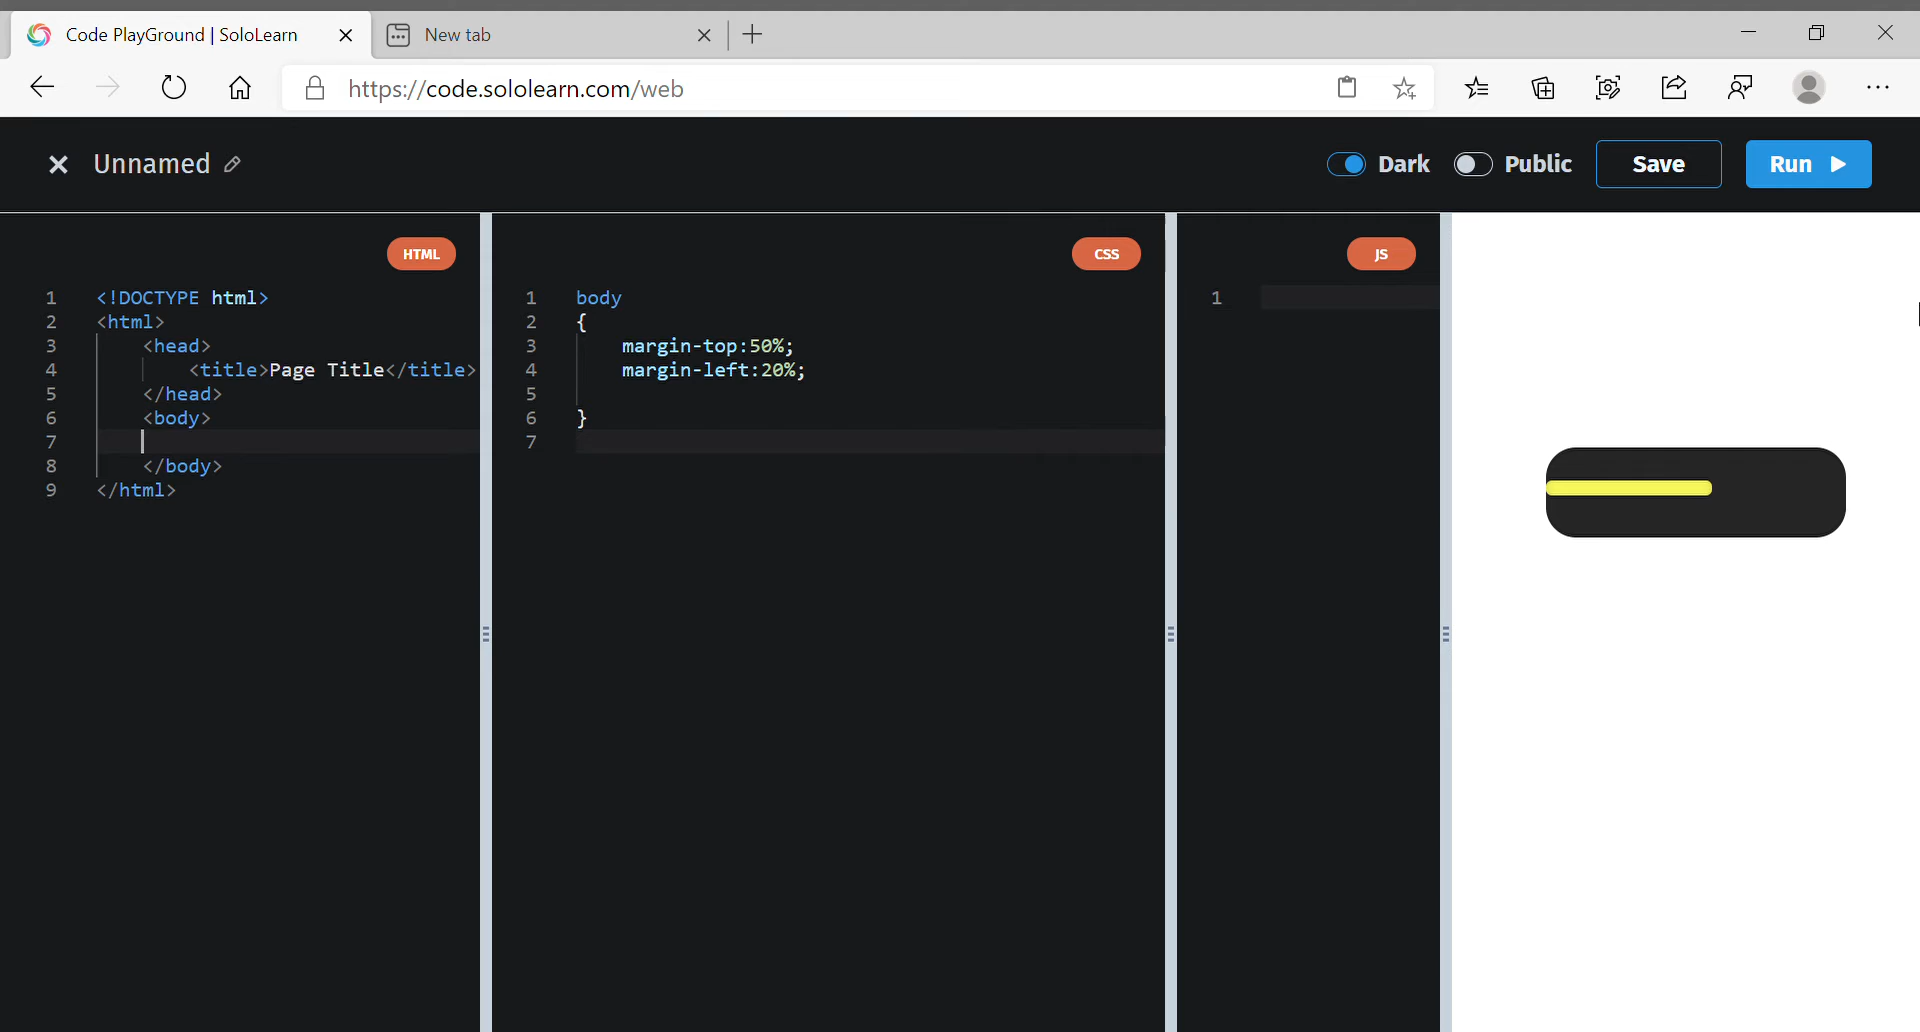 Code PlayGround | SoloLearn
New tab
https://code.sololearn.com/web
Unnamed
Dark
Public
Save
Run
HTML
1 <!DOCTYPE html>
2 <html>
3 <head>
4 <title>Page Title</title>
5 </head>
6 <body>
7
8 </body>
9 </html>
CSS
1 body
2 {
3 margin-top:50%;
4 margin-left:20%;
5
6 }
7
JS
1